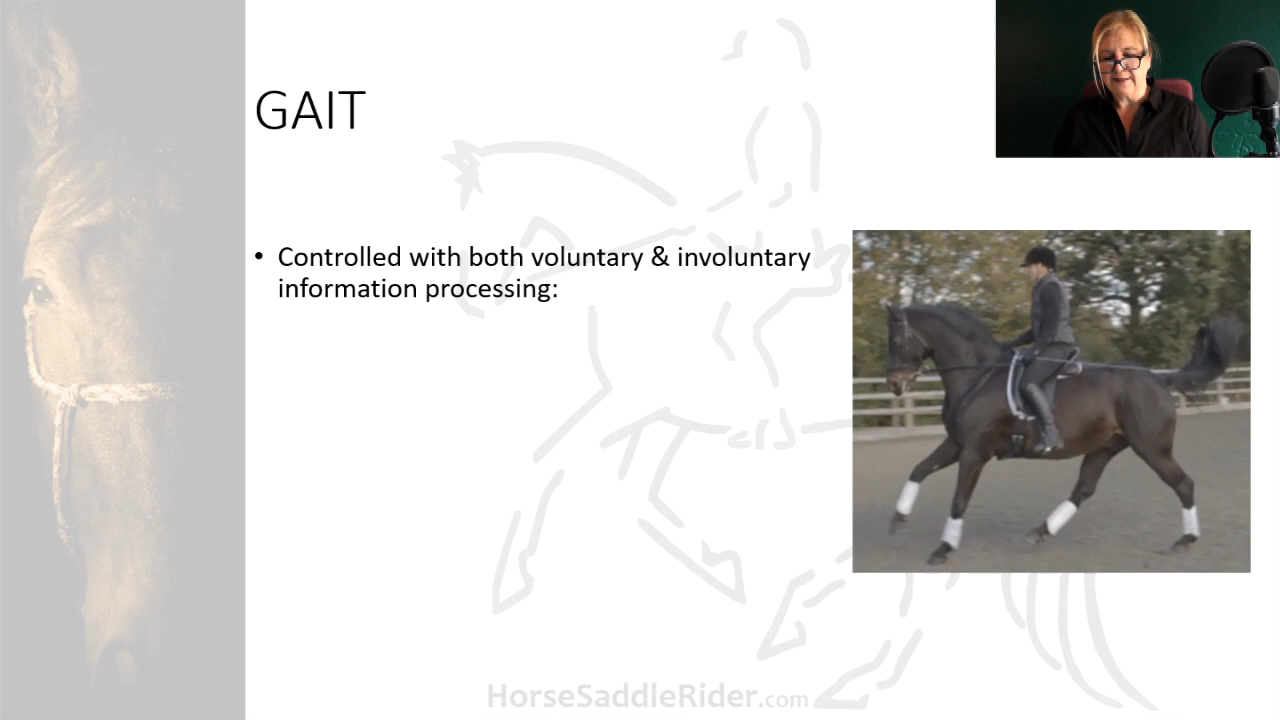 GAIT
• Controlled with both voluntary & involuntary
information processing:
HorseSaddleRider.com